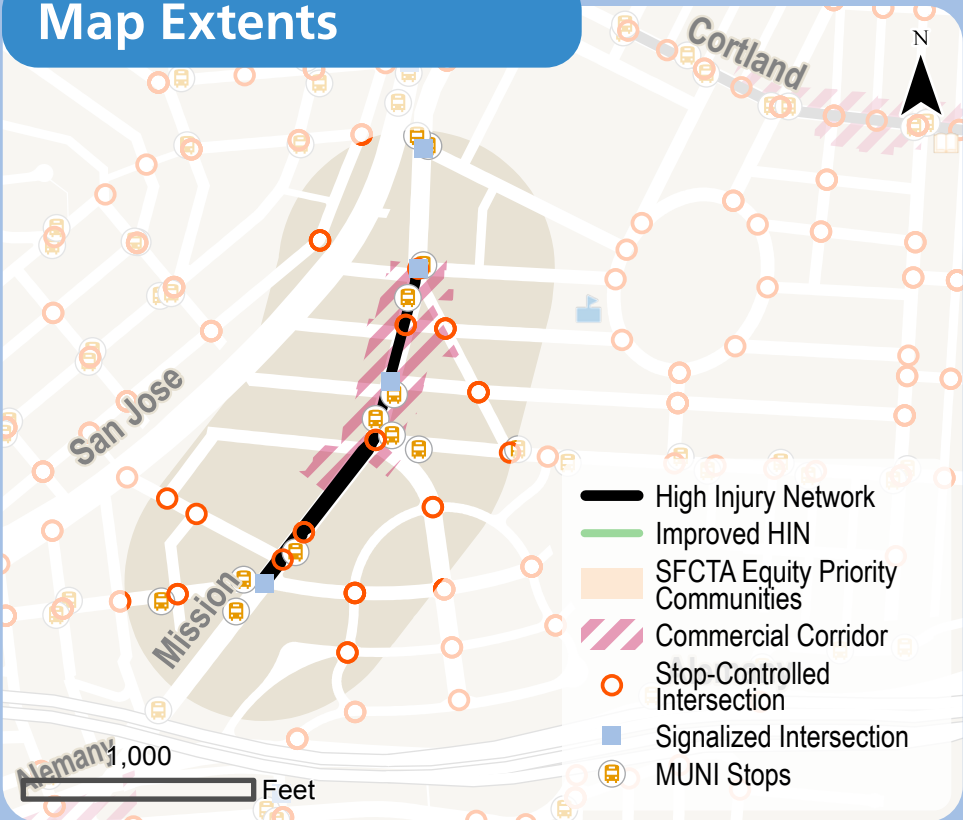 Map Extents
Cortland
N
San Jose
Mission
High Injury Network
Improved HIN
SFCTA Equity Priority
Communities
Commercial Corridor
Stop-Controlled
Intersection
Signalized Intersection
MUNI Stops
Alemany
Alemany
1,000
Feet